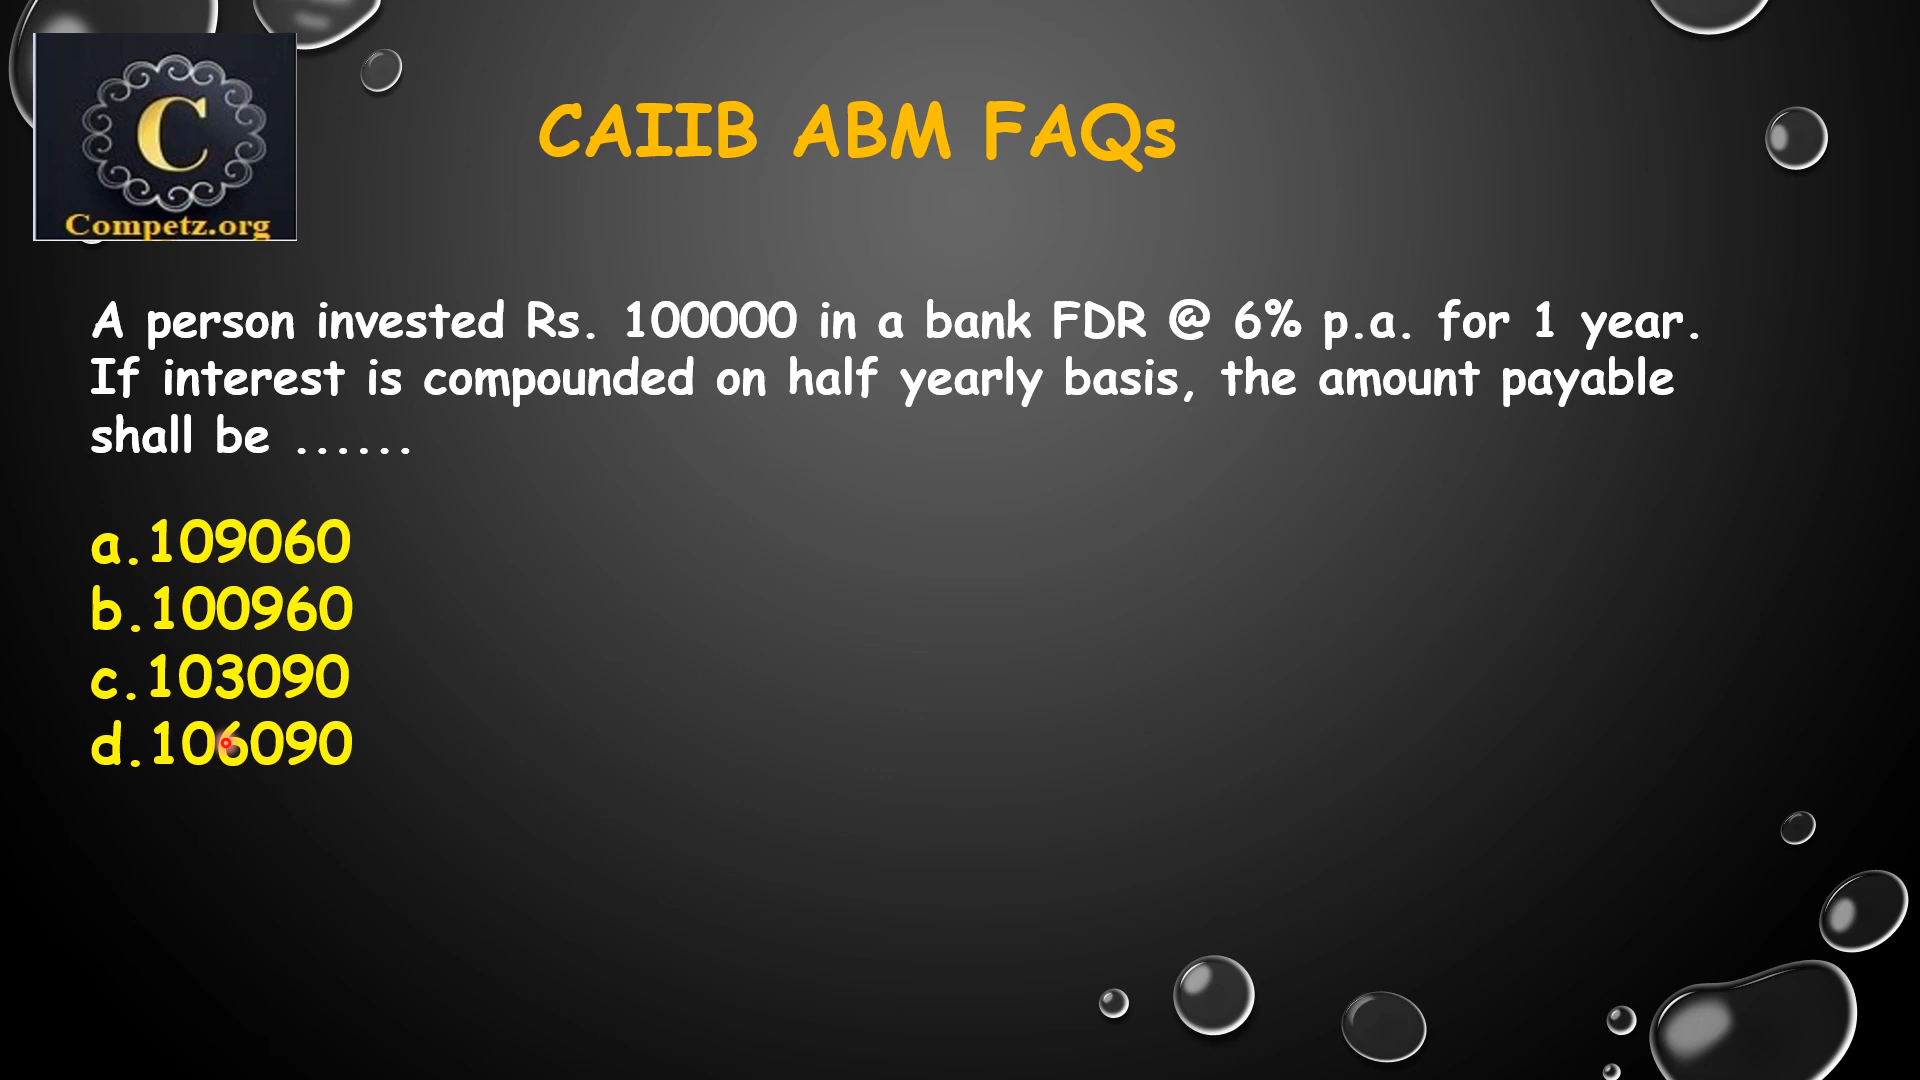 C
Competz.org
CAIIB ABM FAQs
A person invested Rs. 100000 in a bank FDR @ 6% p.a. for 1 year.
If interest is compounded on half yearly basis, the amount payable
shall be ......
a.109060
b.100960
c.103090
d.106090